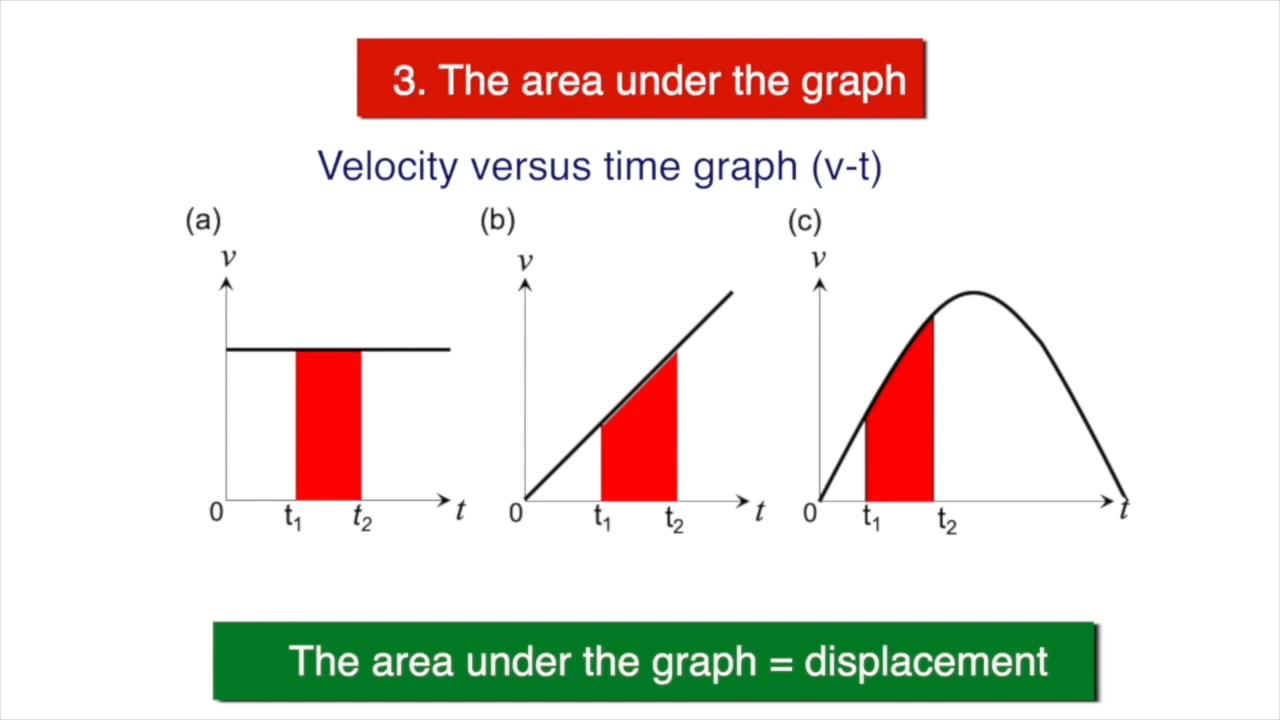 3. The area under the graph
Velocity versus time graph (v-t)
(a)
v
0
t₁
t₂
t
(b)
v
0
t₁
t₂
t
(c)
v
0
t₁
t₂
t
The area under the graph = displacement